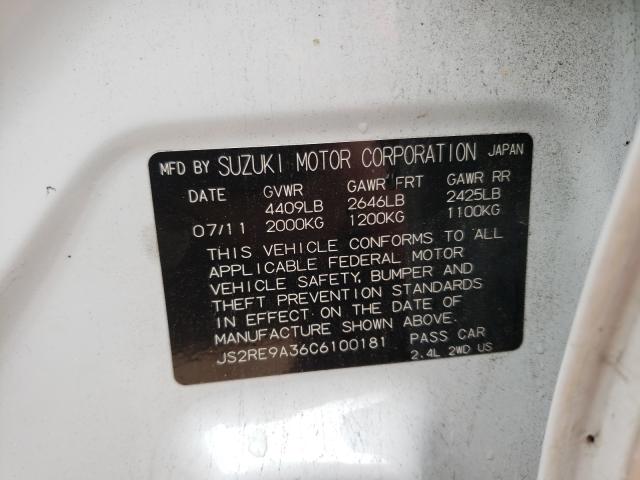 MFD BY SUZUKI MOTOR CORPORATION JAPAN
DATE GVWR GAWR FRT GAWR RR
4409LB 2646LB 2425LB
07/11 2000KG 1200KG 1100KG
THIS VEHICLE CONFORMS TO ALL
APPLICABLE FEDERAL MOTOR
VEHICLE SAFETY, BUMPER AND
THEFT PREVENTION STANDARDS
IN EFFECT ON THE DATE OF
MANUFACTURE SHOWN ABOVE.
JS2RE9A36C6100181 PASS CAR
2.4L 2WD US